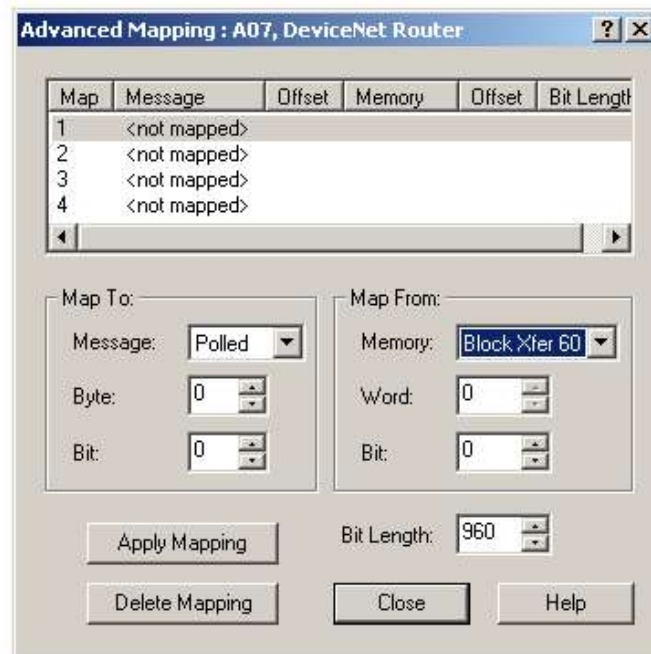 Advanced Mapping : A07, DeviceNet Router
Map Message Offset Memory Offset Bit Length
1 <not mapped>
2 <not mapped>
3 <not mapped>
4 <not mapped>
Map To:
Message: Polled
Byte: 0
Bit: 0
Map From:
Memory: Block Xfer 60
Word: 0
Bit: 0
Bit Length: 960
Apply Mapping
Delete Mapping
Close
Help